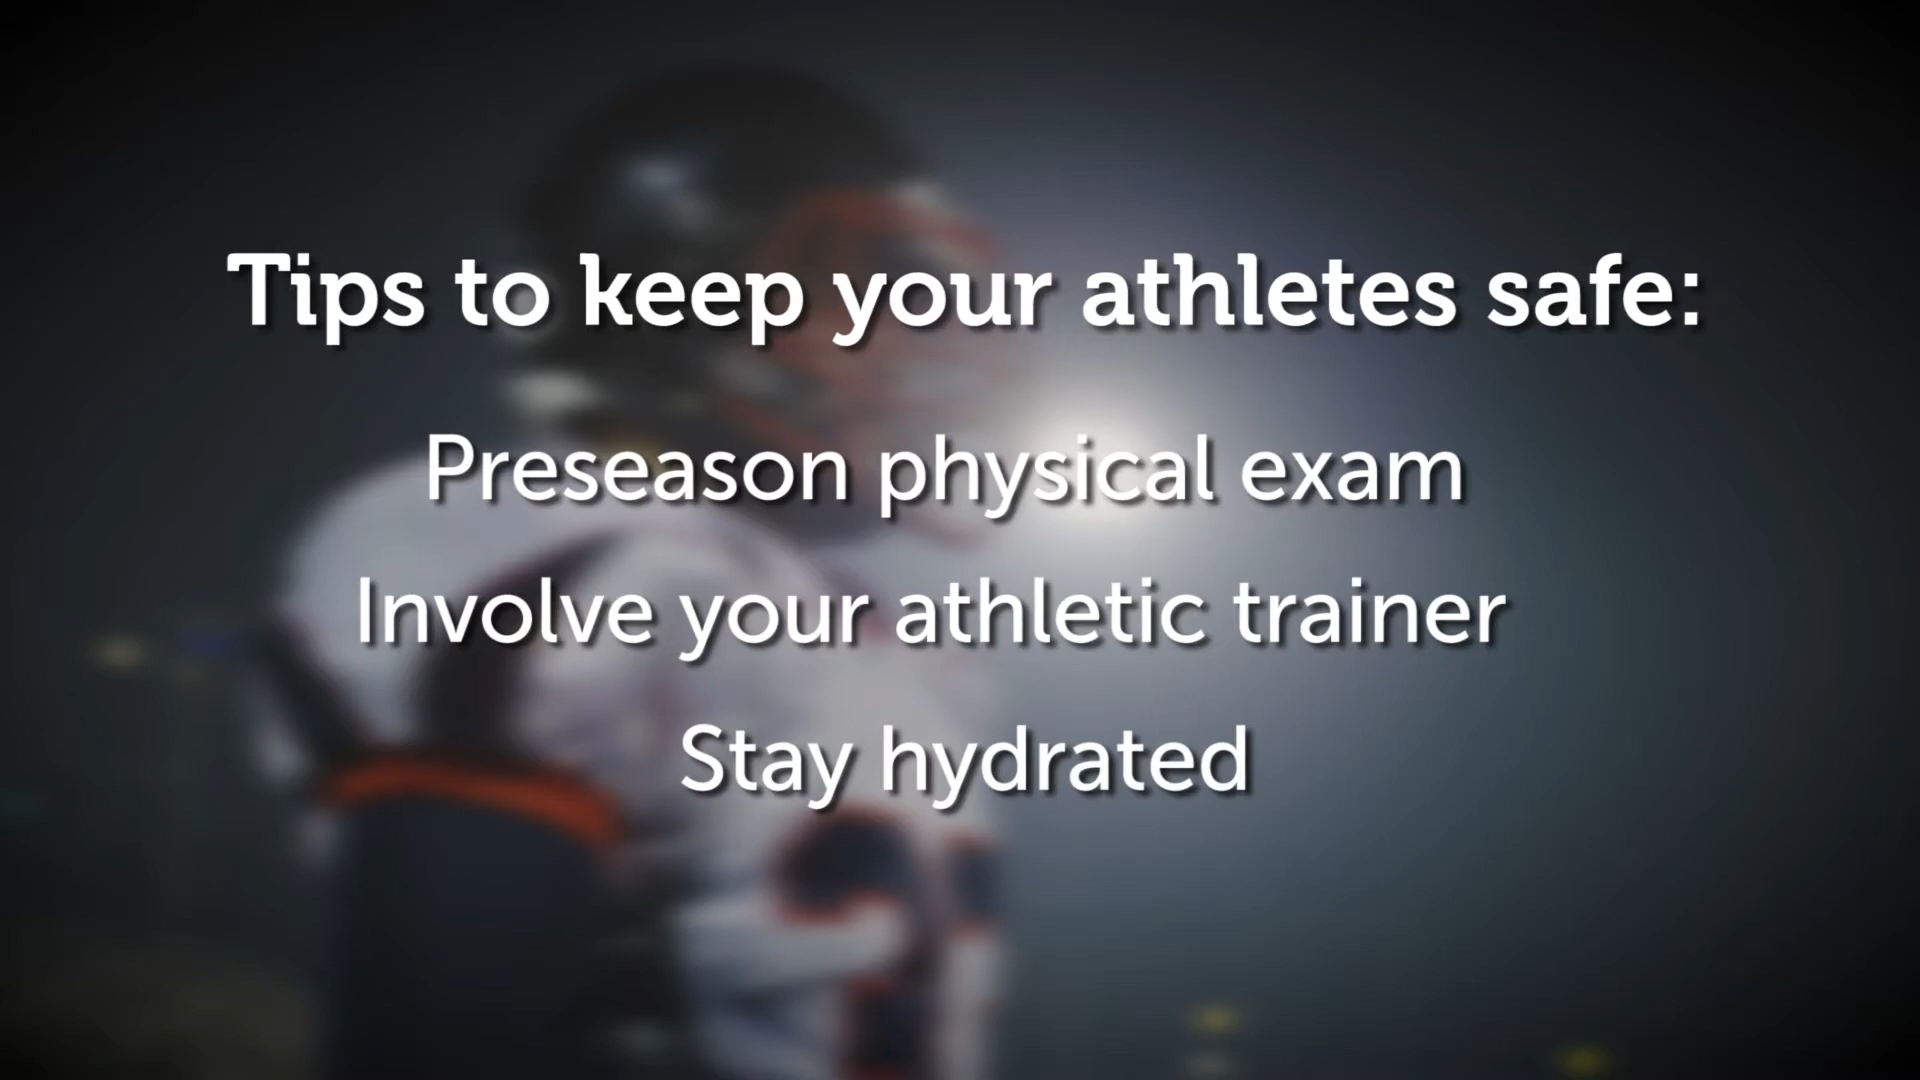 Tips to keep your athletes safe:
Preseason physical exam
Involve your athletic trainer
Stay hydrated